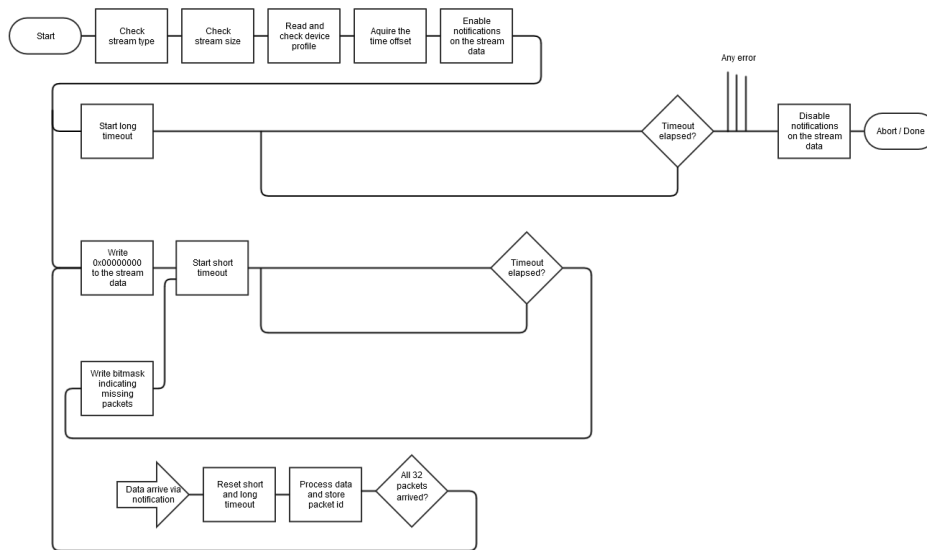 Start
Check
stream type
Check
stream size
Read and
check device
profile
Aquire the
time offset
Enable
notifications
on the stream
data
Any error
Start long
timeout
Timeout
elapsed?
Disable
notifications
on the stream
data
Abort / Done
Write
0x00000000
to the stream
data
Start short
timeout
Timeout
elapsed?
Write bitmask
indicating
missing
packets
Data arrive via
notification
Reset short
and long
timeout
Process data
and store
packet id
All 32
packets
arrived?